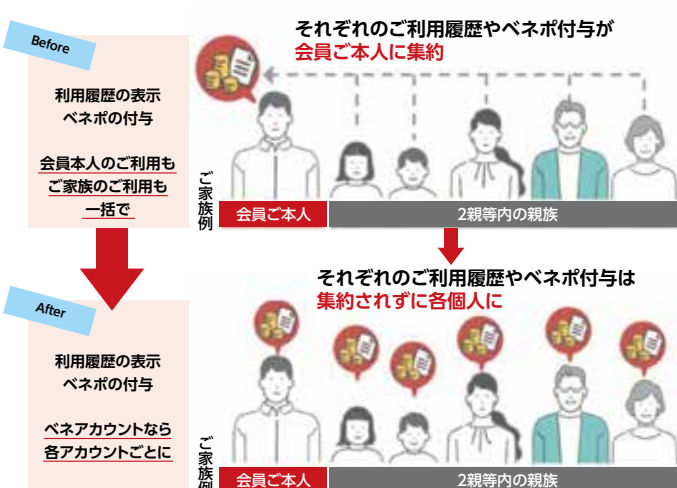 Before
利用履歴の表示
ベネポの付与
会員本人のご利用も
ご家族のご利用も
一括で
それぞれのご利用履歴やベネポ付与が
会員ご本人に集約
ご家族例
会員ご本人
2親等内の親族
After
利用履歴の表示
ベネポの付与
ベネアカウントなら
各アカウントごとに
それぞれのご利用履歴やベネポ付与は
集約されずに各個人に
ご家族例
会員ご本人
2親等内の親族